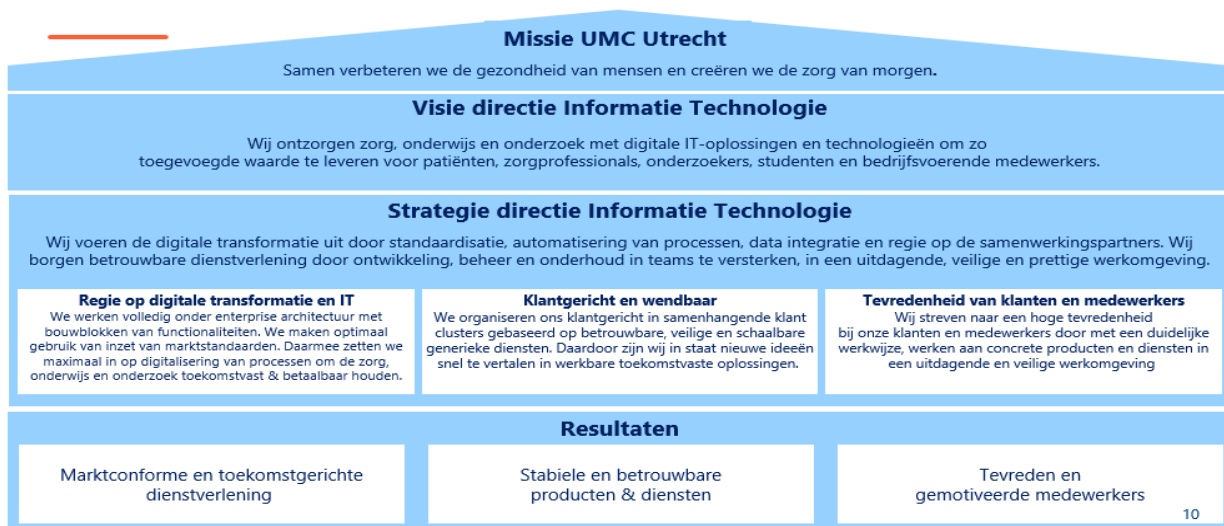 Missie UMC Utrecht
Samen verbeteren we de gezondheid van mensen en creëren we de zorg van morgen.
Visie directie Informatie Technologie
Wij ontzorgen zorg, onderwijs en onderzoek met digitale IT-oplossingen en technologieën om zo
toegevoegde waarde te leveren voor patiënten, zorgprofessionals, onderzoekers, studenten en bedrijfsvoerende medewerkers.
Strategie directie Informatie Technologie
Wij voeren de digitale transformatie uit door standaardisatie, automatisering van processen, data integratie en regie op de samenwerkingspartners. Wij
borgen betrouwbare dienstverlening door ontwikkeling, beheer en onderhoud in teams te versterken, in een uitdagende, veilige en prettige werkomgeving.
Regie op digitale transformatie en IT
We werken volledig onder enterprise architectuur met
bouwblokken van functionaliteiten. We maken optimaal
gebruik van inzet van marktstandaarden. Daarmee zetten we
maximaal in op digitalisering van processen om de zorg,
onderwijs en onderzoek toekomstvast & betaalbaar houden.
Klantgericht en wendbaar
We organiseren ons klantgericht in samenhangende klant
clusters gebaseerd op betrouwbare, veilige en schaalbare
generieke diensten. Daardoor zijn wij in staat nieuwe ideeën
snel te vertalen in werkbare toekomstvaste oplossingen.
Tevredenheid van klanten en medewerkers
Wij streven naar een hoge tevredenheid
bij onze klanten en medewerkers door met een duidelijke
werkwijze, werken aan concrete producten en diensten in
een uitdagende en veilige werkomgeving
Resultaten
Marktconforme en toekomstgerichte
dienstverlening
Stabiele en betrouwbare
producten & diensten
Tevreden en
gemotiveerde medewerkers
10